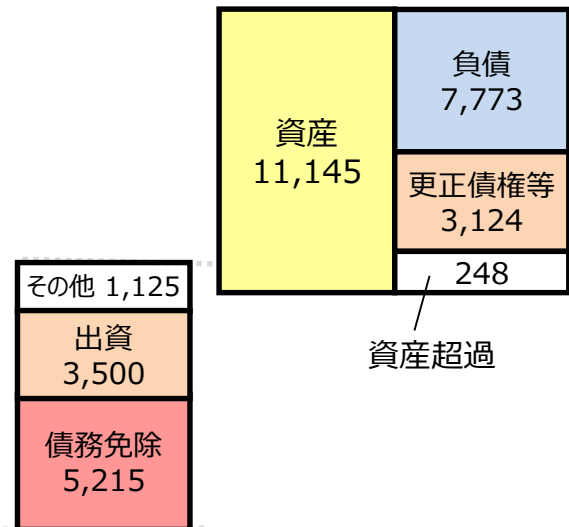 資産
11,145
負債
7,773
更正債権等
3,124
248
資産超過
その他 1,125
出資
3,500
債務免除
5,215